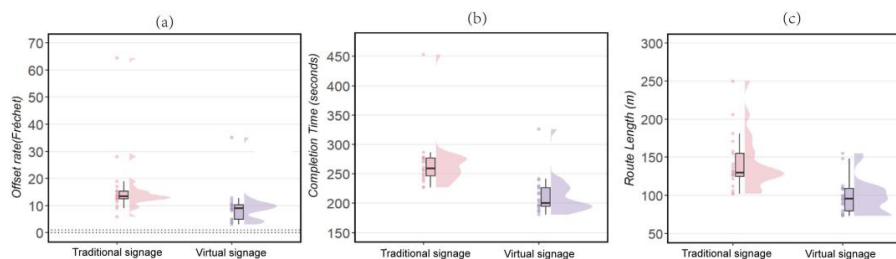 (a)
Offset rate(Fréchet)
70
60
50
40
30
20
10
0
Traditional signage
Virtual signage
(b)
Completion Time (seconds)
450
400
350
300
250
200
150
Traditional signage
Virtual signage
(c)
Route Length (m)
300
250
200
150
100
50
Traditional signage
Virtual signage